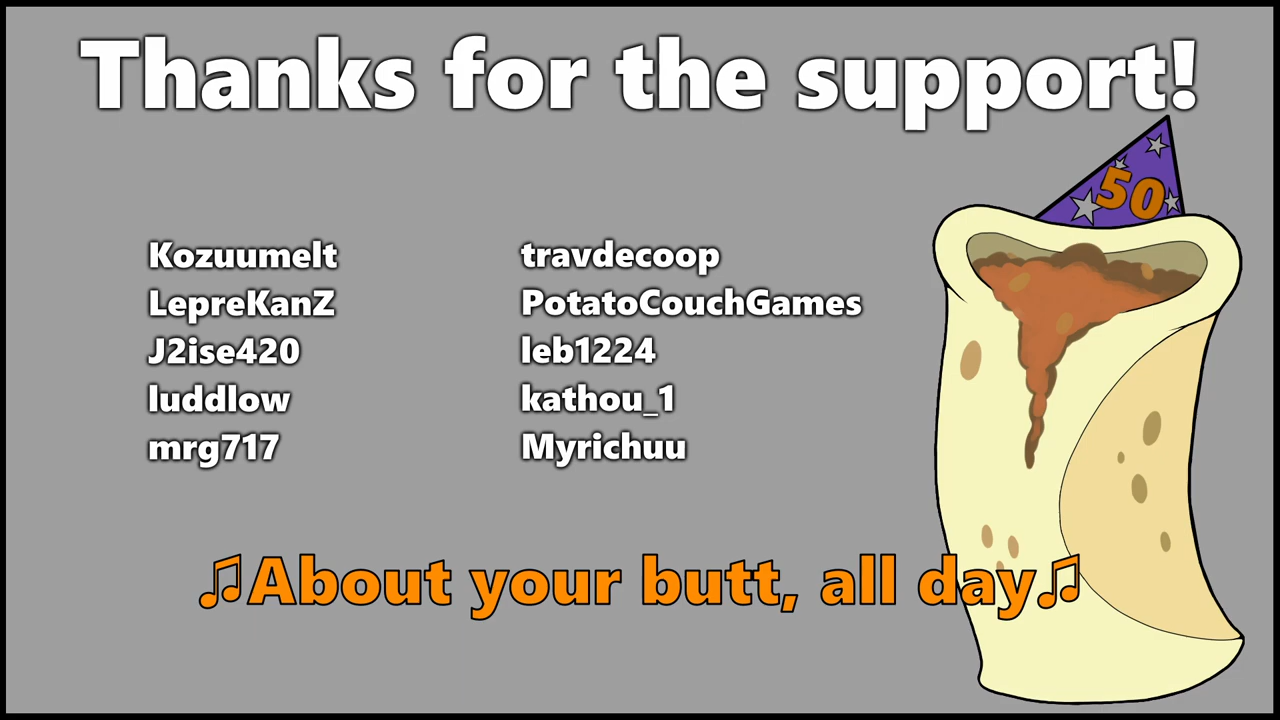 Thanks for the support!
50
Kozuumelt
LepreKanZ
J2ise420
luddlow
mrg717
travdecoop
PotatoCouchGames
leb1224
kathou_1
Myrichuu
♫About your butt, all day♫